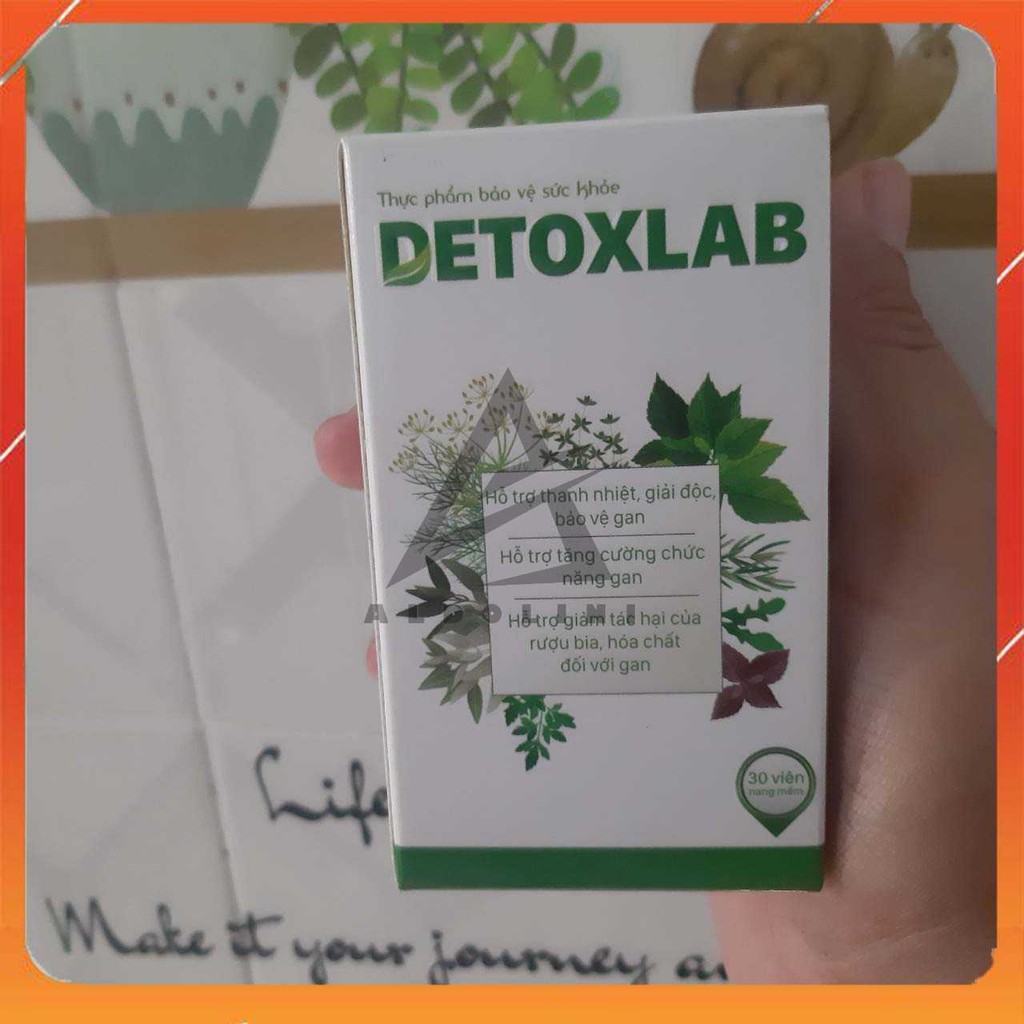 Thực phẩm bảo vệ sức khỏe
DETOXLAB
Hỗ trợ thanh nhiệt, giải độc,
bảo vệ gan
Hỗ trợ tăng cường chức
năng gan
Hỗ trợ giảm tác hại của
rượu bia, hóa chất
đối với gan
30 viên
nang mềm
Life
Make it your journey